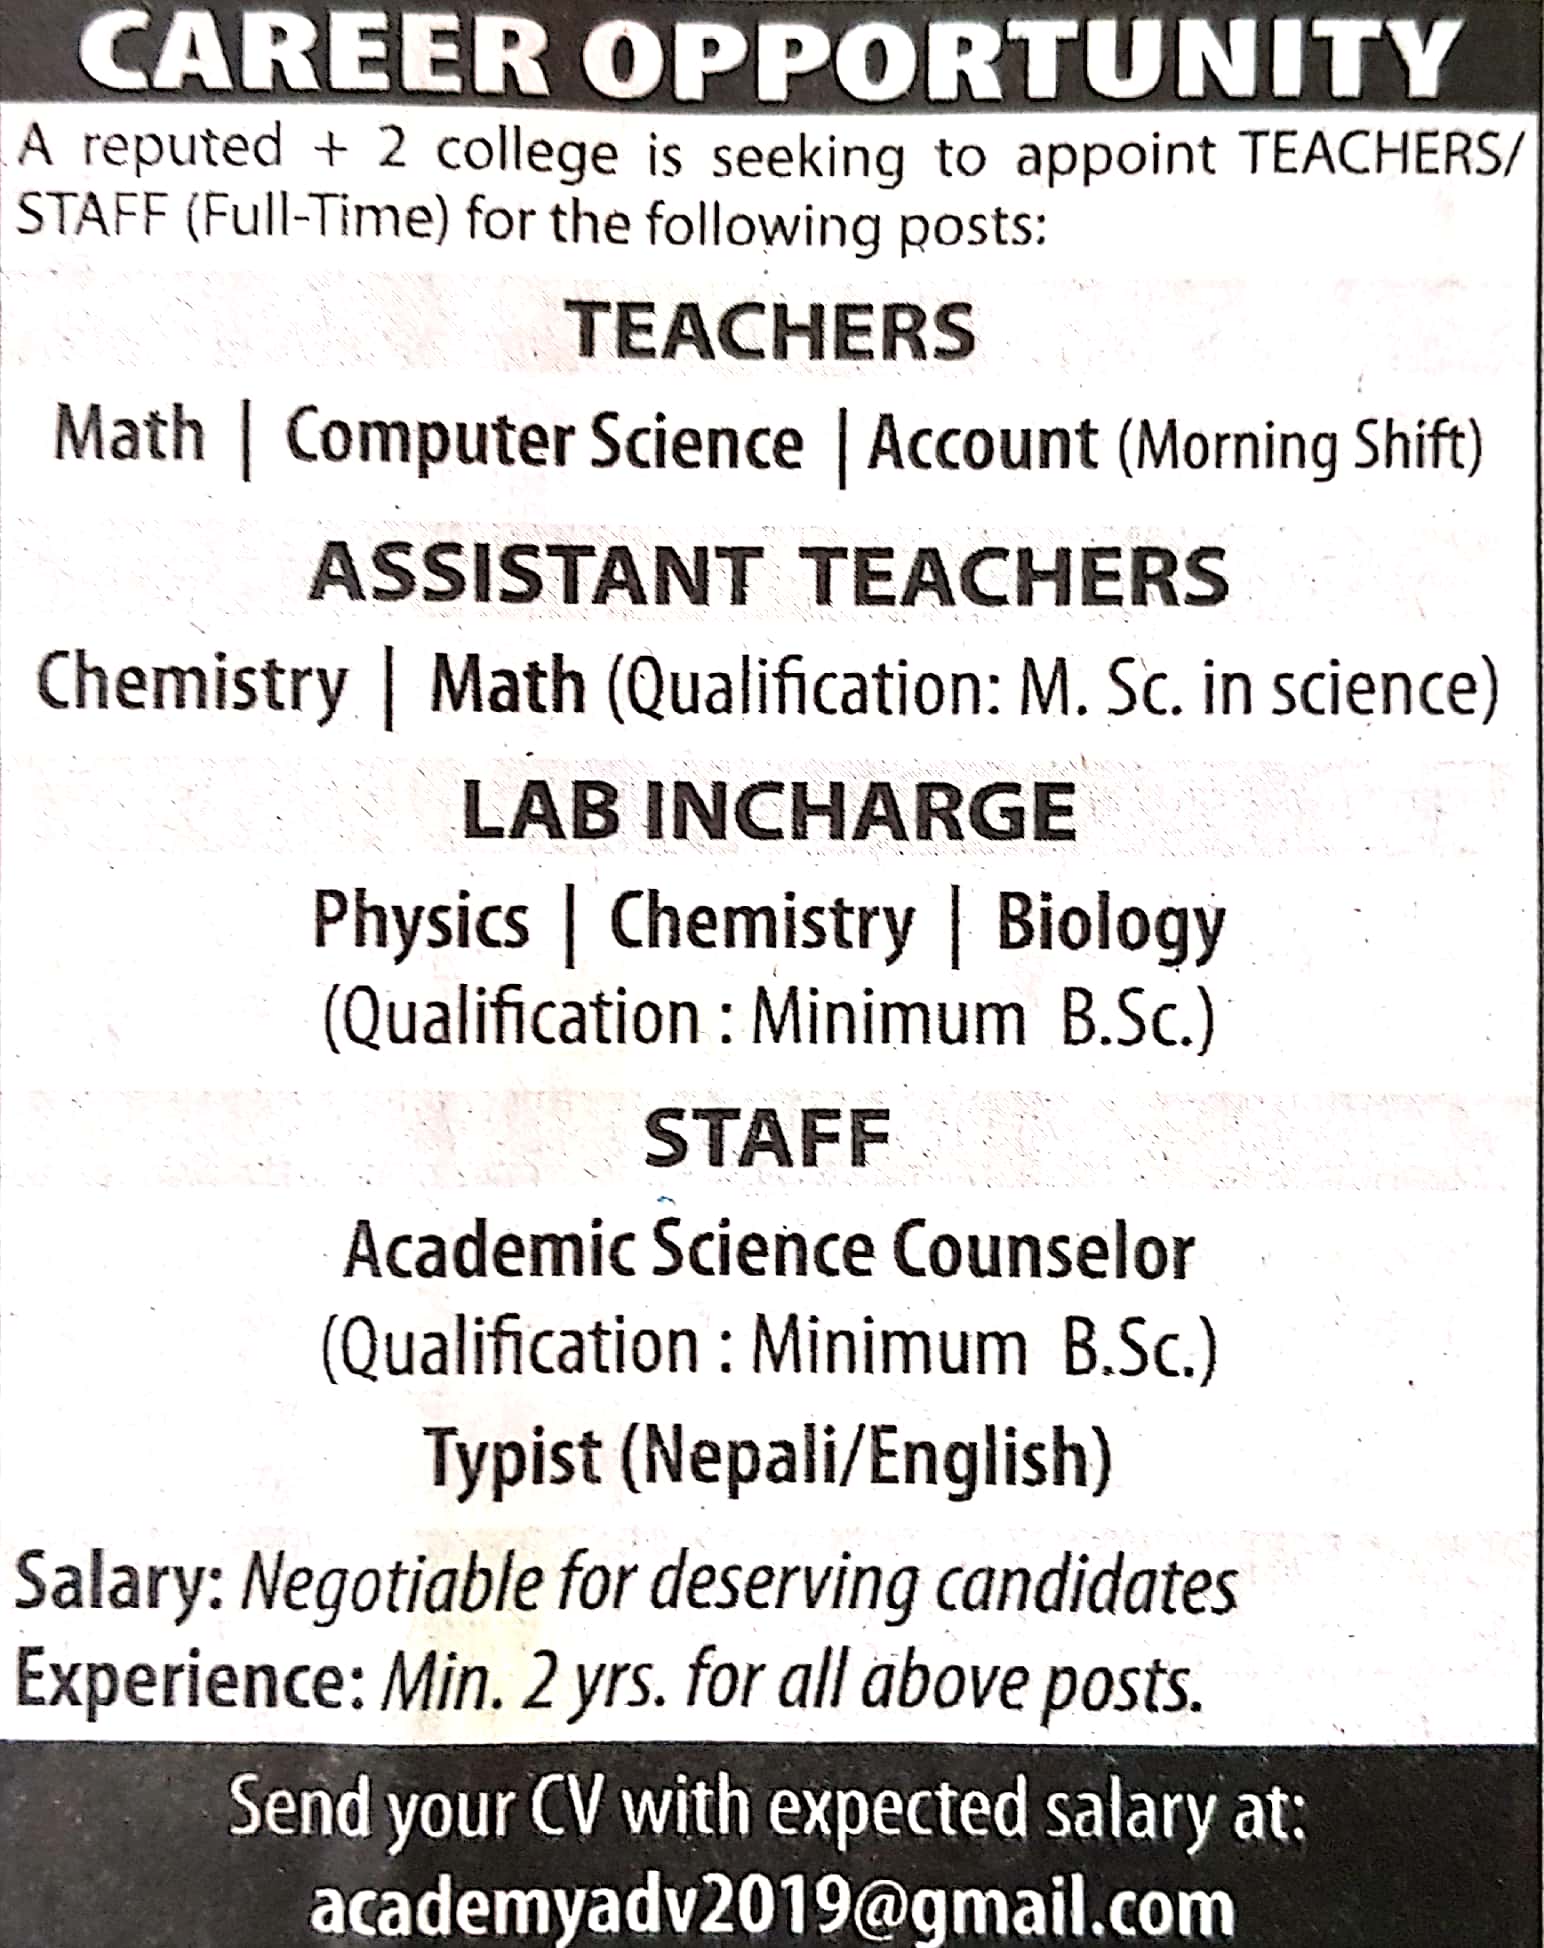 CAREER OPPORTUNITY
A reputed + 2 college is seeking to appoint TEACHERS/
STAFF (Full-Time) for the following posts:
TEACHERS
Math | Computer Science | Account (Morning Shift)
ASSISTANT TEACHERS
Chemistry | Math (Qualification: M. Sc. in science)
LAB INCHARGE
Physics | Chemistry | Biology
(Qualification : Minimum B.Sc.)
STAFF
Academic Science Counselor
(Qualification : Minimum B.Sc.)
Typist (Nepali/English)
Salary: Negotiable for deserving candidates
Experience: Min. 2 yrs. for all above posts.
Send your CV with expected salary at:
academyadv2019@gmail.com